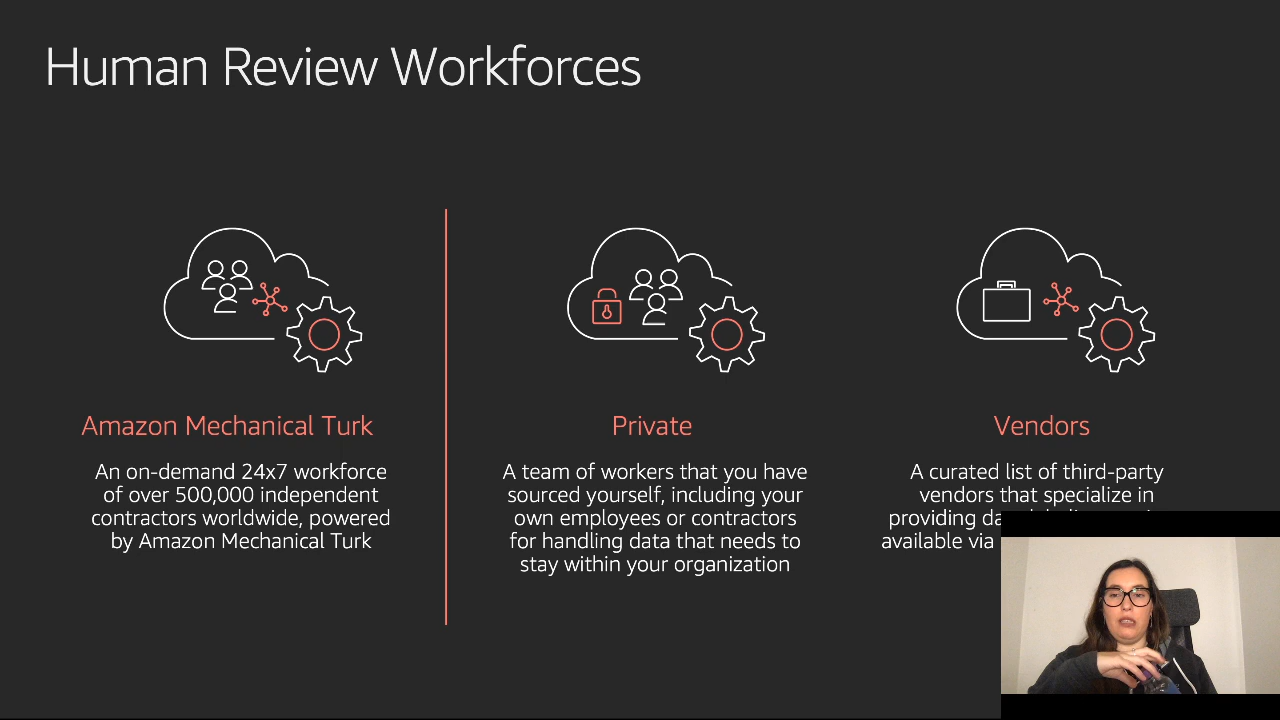 Human Review Workforces
Amazon Mechanical Turk
An on-demand 24x7 workforce
of over 500,000 independent
contractors worldwide, powered
by Amazon Mechanical Turk
Private
A team of workers that you have
sourced yourself, including your
own employees or contractors
for handling data that needs to
stay within your organization
Vendors
A curated list of third-party
vendors that specialize in
providing
available via